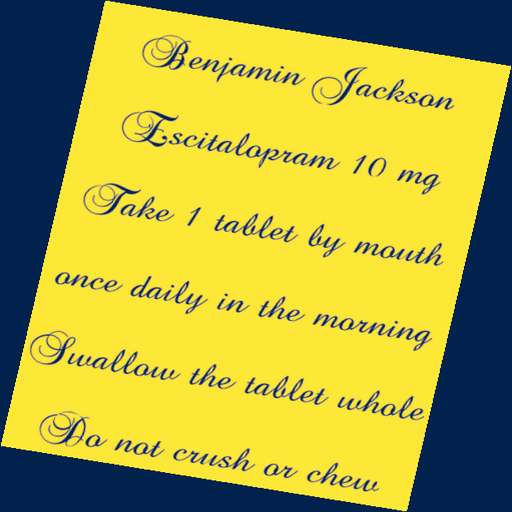 Benjamin Jackson
Escitalopram 10 mg
Take 1 tablet by mouth
once daily in the morning
Swallow the tablet whole
Do not crush or chew